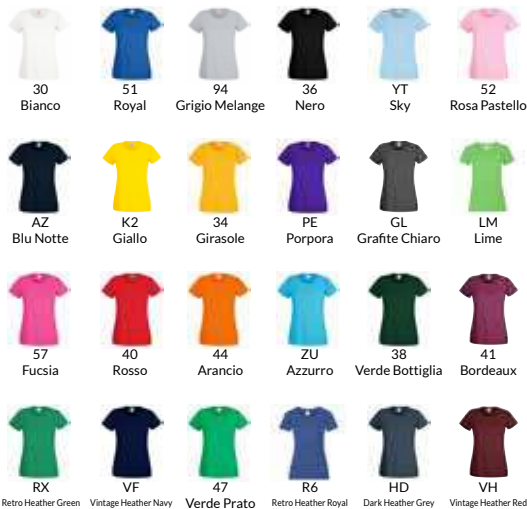 30 51 94 36 YT 52
Bianco Royal Grigio Melange Nero Sky Rosa Pastello
AZ K2 34 PE GL LM
Blu Notte Giallo Girasole Porpora Grafite Chiaro Lime
57 40 44 ZU 38 41
Fucsia Rosso Arancio Azzurro Verde Bottiglia Bordeaux
RX VF 47 R6 HD VH
Retro Heather Green Vintage Heather Navy Verde Prato Retro Heather Royal Dark Heather Grey Vintage Heather Red